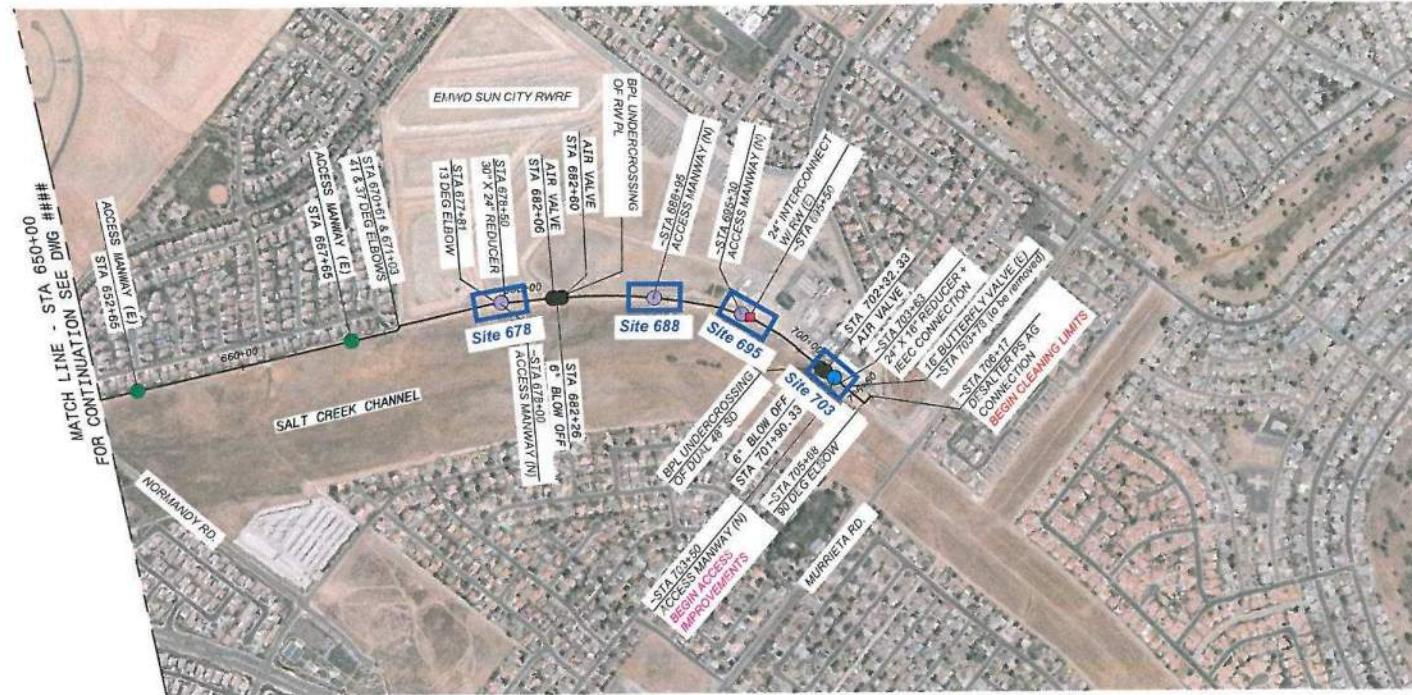 MATCH LINE - STA 650+00
FOR CONTINUATION SEE DWG ####
ACCESS MANWAY (E)
STA 652+65
ACCESS MANWAY (E)
STA 667+65
STA 670+61 & 671+03
41 & 37 DEG ELBOWS
EMWD SUN CITY RWRF
STA 677+81
13 DEG ELBOW
STA 678+50
30" X 24" REDUCER
AIR VALVE
STA 682+06
AIR VALVE
STA 682+60
BPL UNDERCROSSING
OF RW PL
~STA 686+95
ACCESS MANWAY (N)
~STA 695+30
ACCESS MANWAY (N)
24" INTERCONNECT
W/ RW (E)
~STA 695+50
STA 702+32.33
AIR VALVE
~STA 703+63
24" X 16" REDUCER +
IEEC CONNECTION
16" BUTTERFLY VALVE (E)
~STA 703+78 (to be removed)
~STA 706+17
DESALTER PS AG
CONNECTION
BEGIN CLEANING LIMITS
660+00
700+00
Site 678
Site 688
Site 695
Site 703
~STA 678+00
ACCESS MANWAY (N)
6" BLOW OFF
STA 682+26
SALT CREEK CHANNEL
NORMANDY RD.
BPL UNDERCROSSING
OF DUAL 48" SD
6" BLOW OFF
STA 701+90.33
~STA 705+68
90 DEG ELBOW
~STA 703+50
ACCESS MANWAY (N)
BEGIN ACCESS
IMPROVEMENTS
MURRIETA RD.